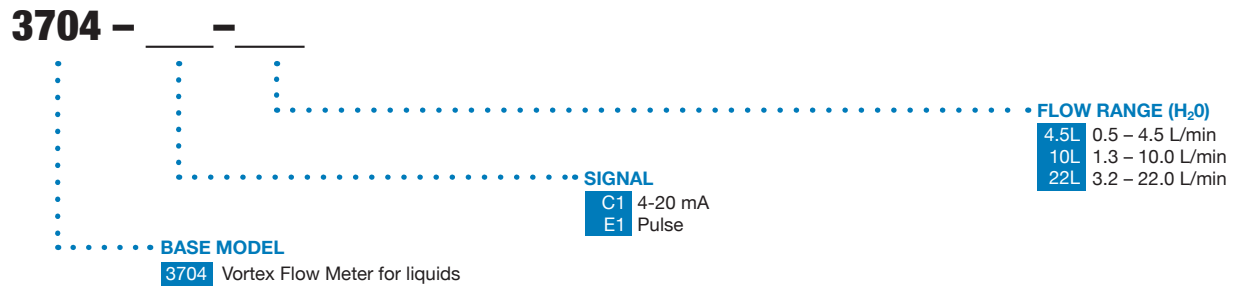 3704 – ____–____
FLOW RANGE (H₂0)
4.5L 0.5 – 4.5 L/min
10L 1.3 – 10.0 L/min
22L 3.2 – 22.0 L/min
SIGNAL
C1 4-20 mA
E1 Pulse
BASE MODEL
3704 Vortex Flow Meter for liquids